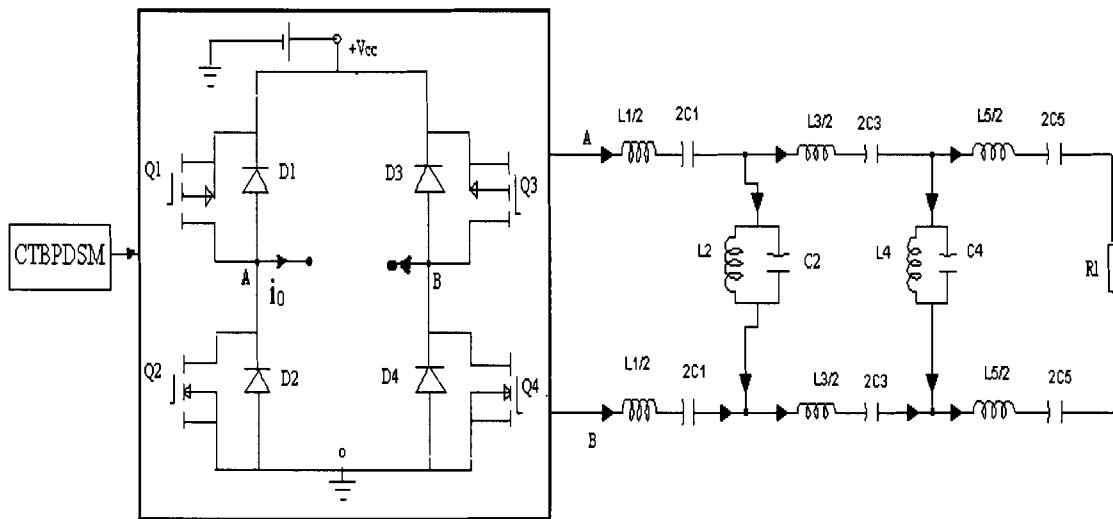 +Vcc
Q1
D1
D3
Q3
CTBPDSM
A
i0
B
Q2
D2
D4
Q4
o
A
L1/2
2C1
L3/2
2C3
L5/2
2C5
L2
C2
L4
C4
R1
L1/2
2C1
L3/2
2C3
L5/2
2C5
B